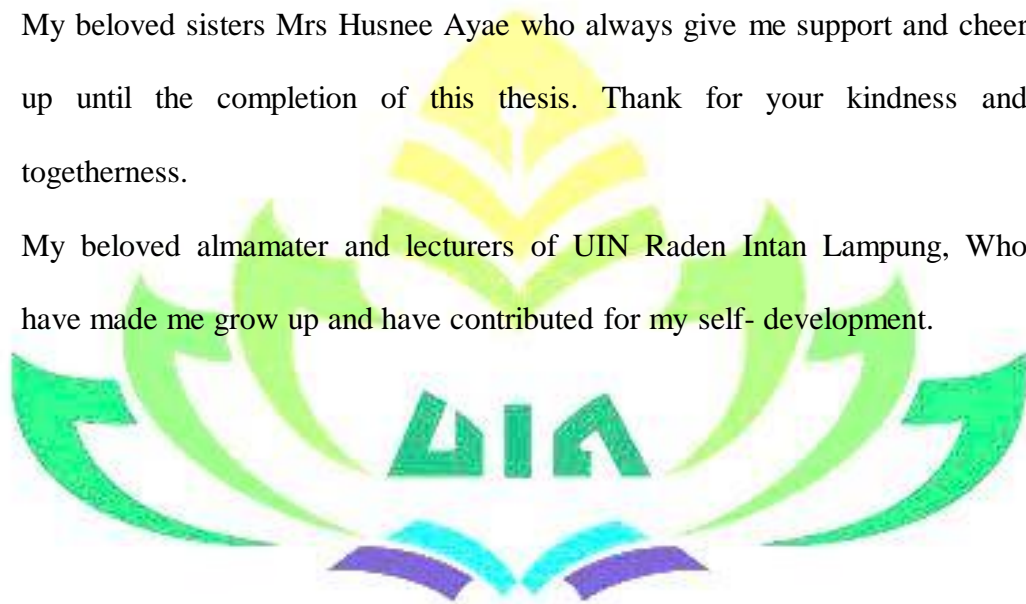 My beloved sisters Mrs Husnee Ayae who always give me support and cheer
up until the completion of this thesis. Thank for your kindness and
togetherness.
My beloved almamater and lecturers of UIN Raden Intan Lampung, Who
have made me grow up and have contributed for my self- development.
UIN